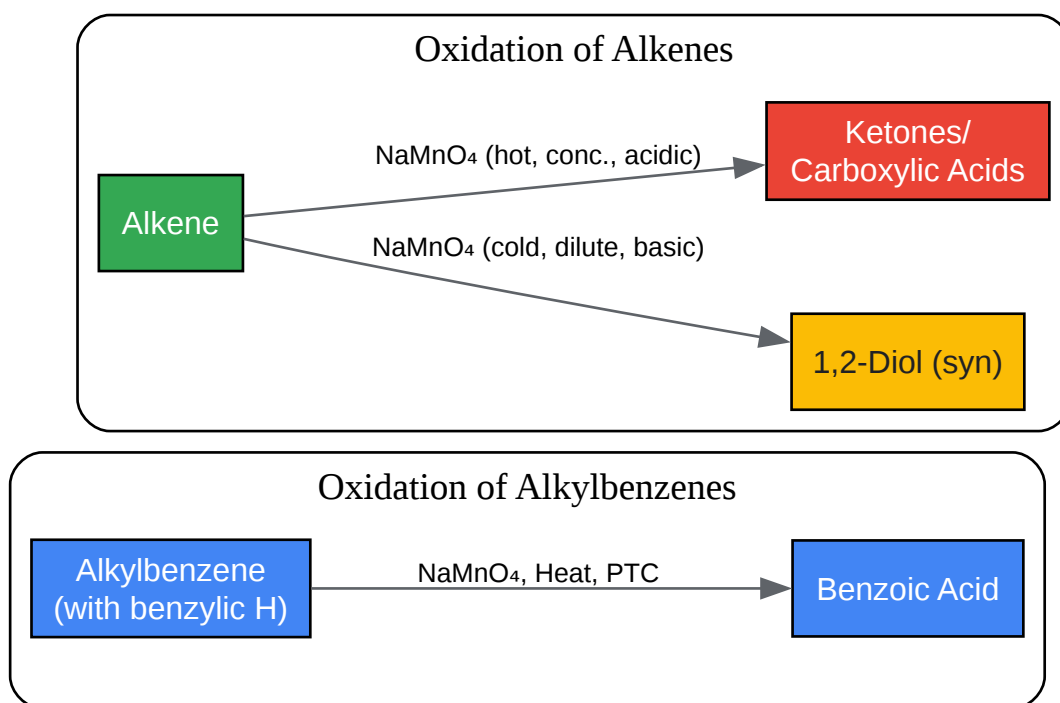 Oxidation of Alkenes
Ketones/
Carboxylic Acids
NaMnO₄ (hot, conc., acidic)
Alkene
NaMnO₄ (cold, dilute, basic)
1,2-Diol (syn)
Oxidation of Alkylbenzenes
Alkylbenzene
(with benzylic H)
NaMnO₄, Heat, PTC
Benzoic Acid